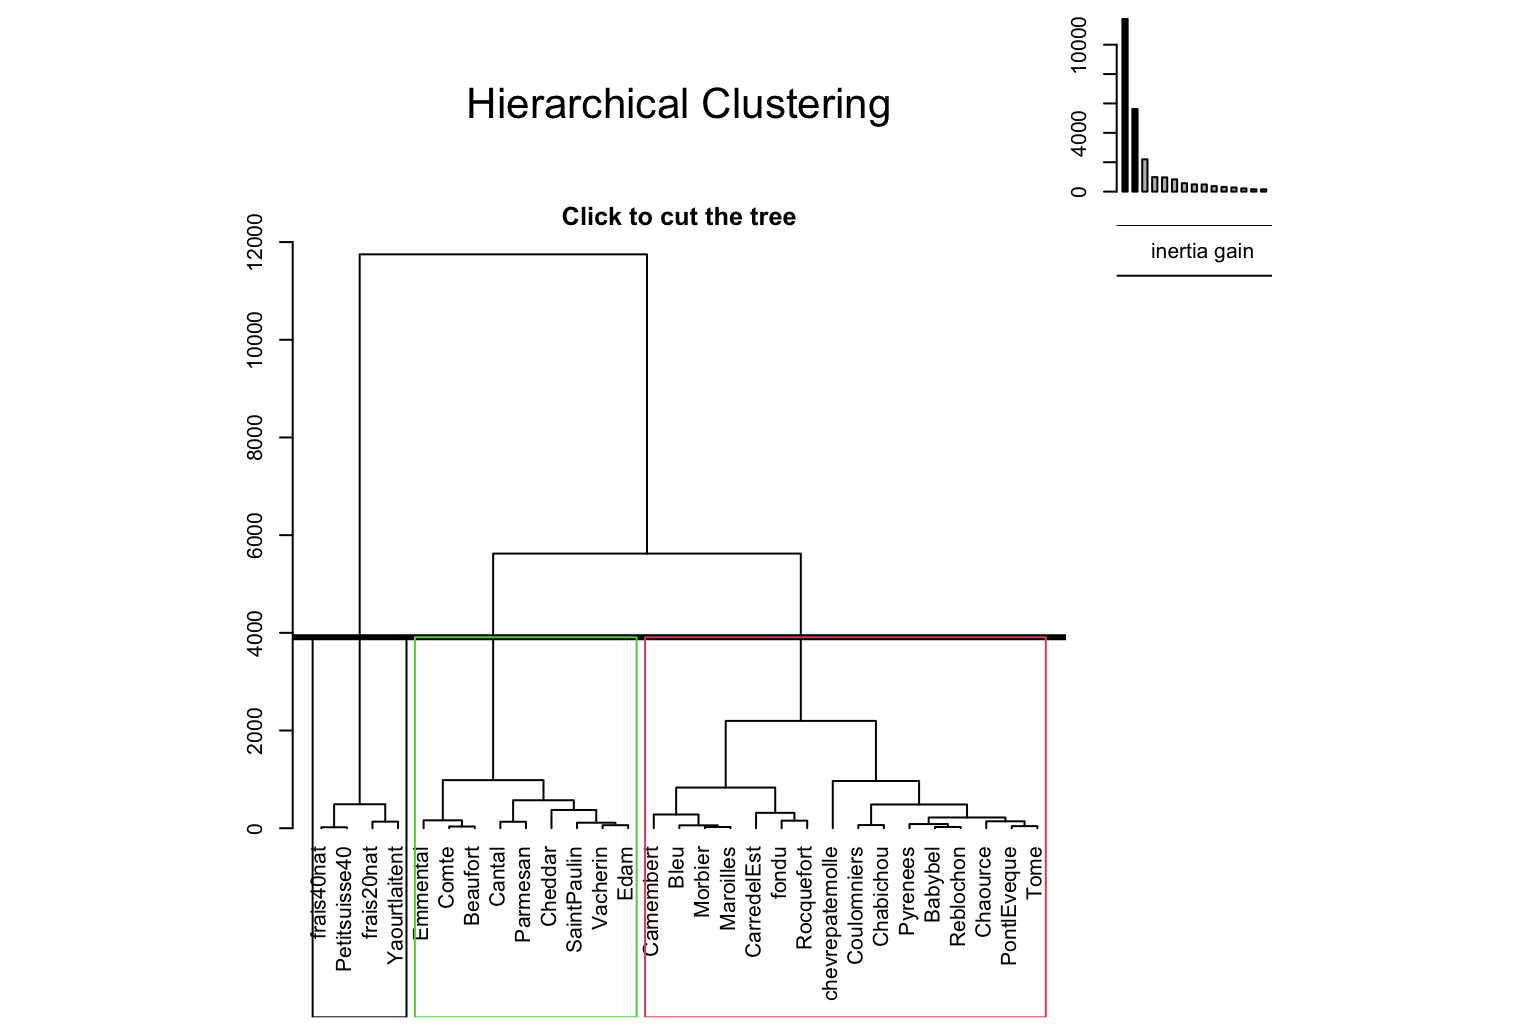 Hierarchical Clustering
0 4000 10000
inertia gain
Click to cut the tree
0 2000 4000 6000 8000 10000 12000
frais40nat
Petitsuisse40
frais20nat
Yaourtlaitent
Emmental
Comte
Beaufort
Cantal
Parmesan
Cheddar
SaintPaulin
Vacherin
Edam
Camembert
Bleu
Morbier
Maroilles
CarredelEst
fondu
Rocquefort
chevrepatemolle
Coulomniers
Chabichou
Pyrenees
Babybel
Reblochon
Chaource
PontlEveque
Tome